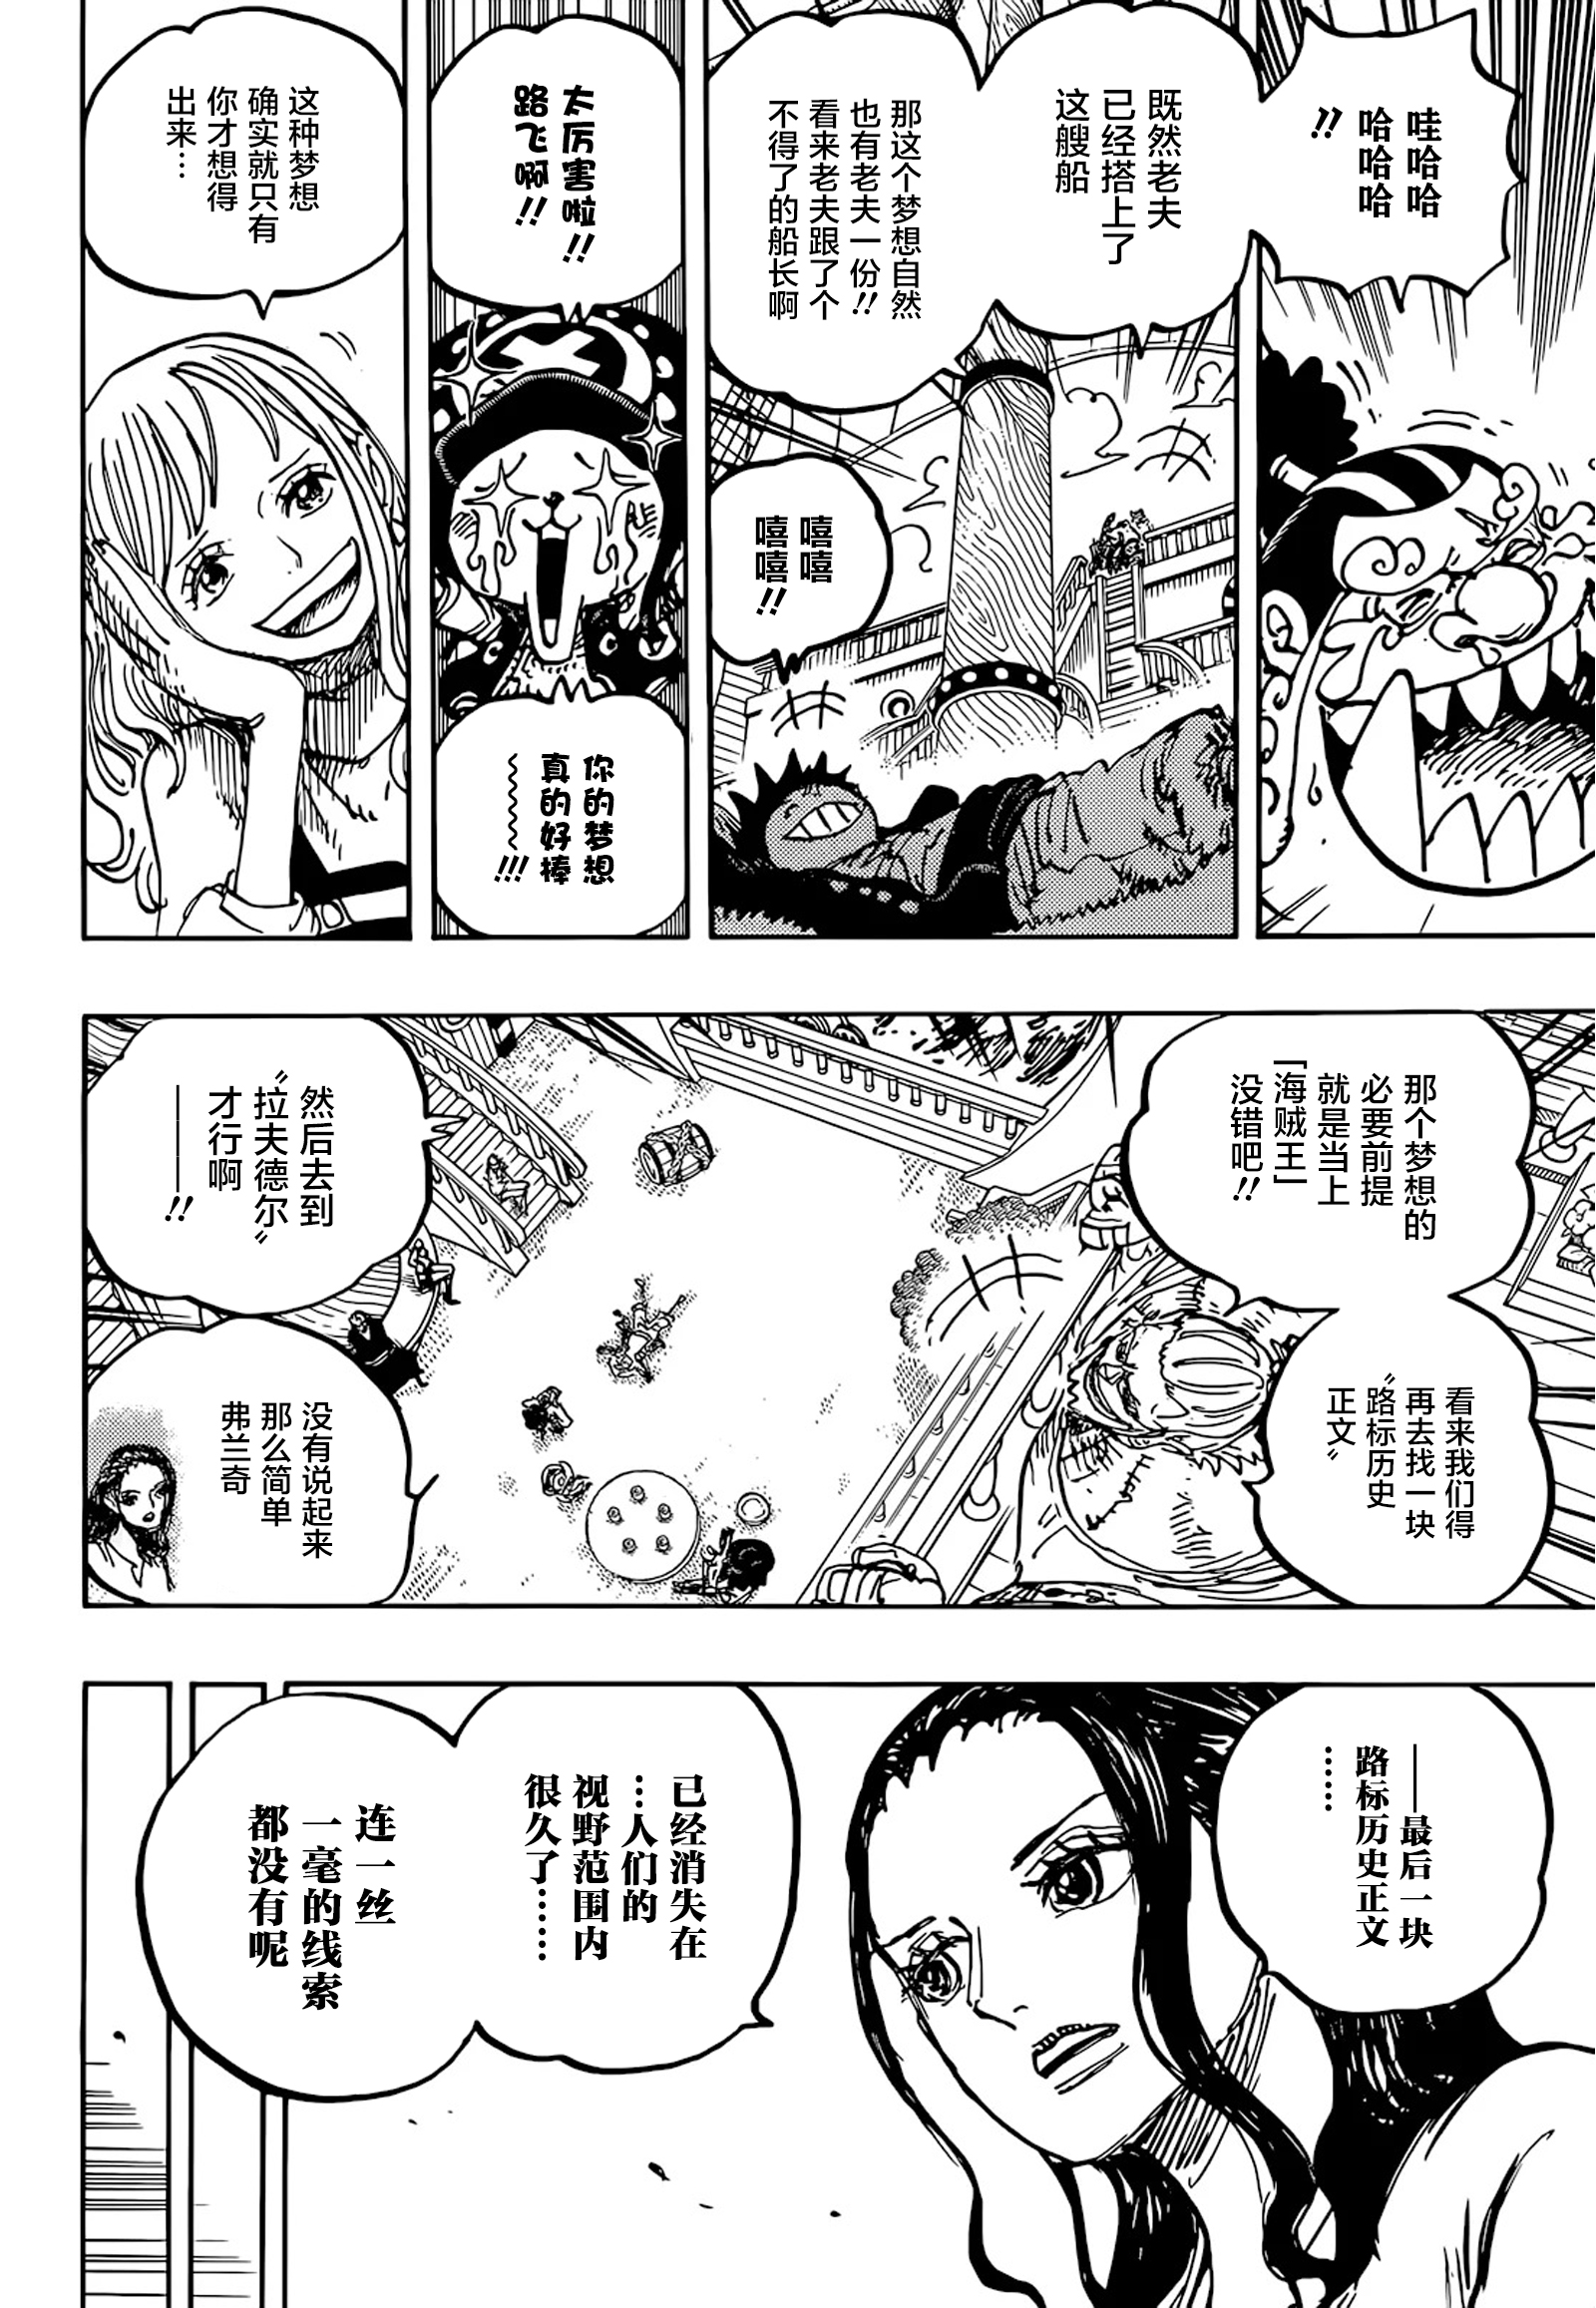 哇哈哈
哈哈哈
!!
既然老夫
已经搭上了
这艘船
那这个梦想自然
也有老夫一份!!
看来老夫跟了个
不得了的船长啊
嘻嘻
嘻嘻!!
太厉害啦!!
路飞啊!!
你的梦想
真的好棒
～～～～!!!
这种梦想
确实就只有
你才想得
出来…
那个梦想的
必要前提
就是当上
「海贼王」
没错吧!!
看来我们得
再去找一块
〝路标历史
正文〞
然后去到
〝拉夫德尔〞
才行啊
————!!
没有说起来
那么简单
弗兰奇
——最后一块
路标历史正文
……
已经消失在
…人们的
视野范围内
很久了……
连一丝
一毫的线索
都没有呢